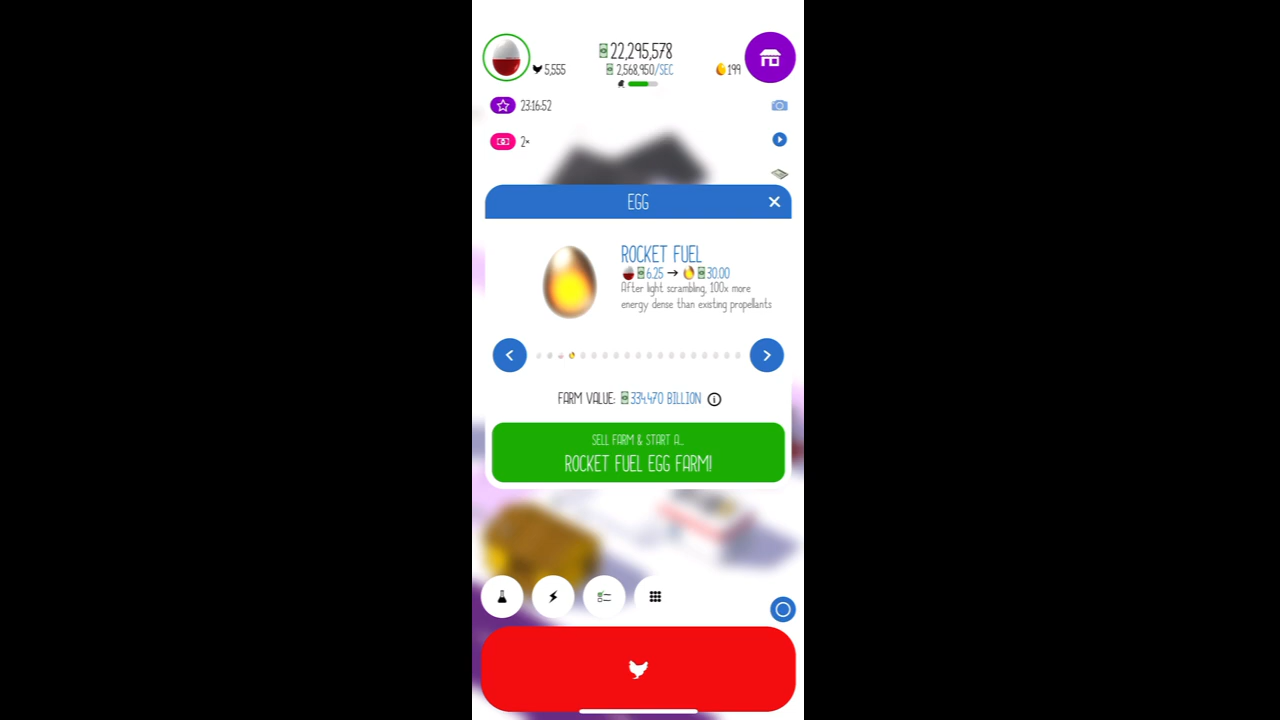 22,295,578
5,555
2,568,950/SEC
199
23:16:52
2×
EGG
ROCKET FUEL
6.25 → 30.00
After light scrambling, 100x more
energy dense than existing propellants
FARM VALUE: 334.470 BILLION
SELL FARM & START A...
ROCKET FUEL EGG FARM!